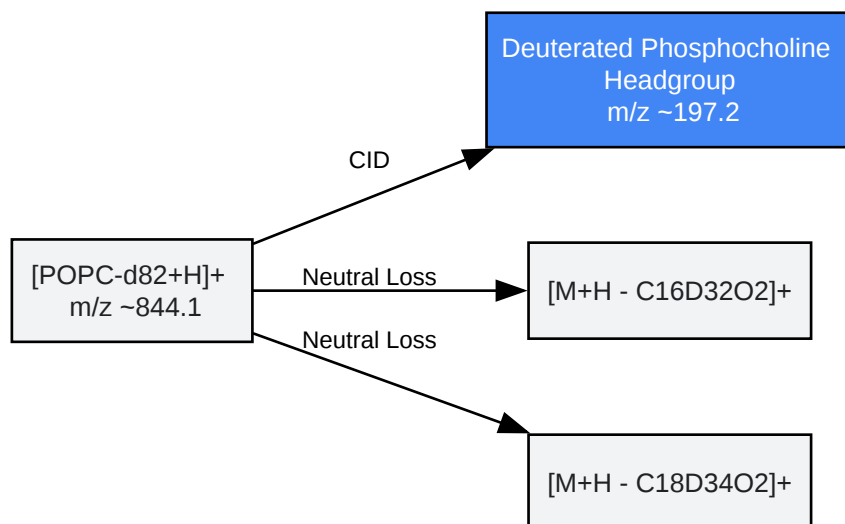 Deuterated Phosphocholine
Headgroup
m/z ~197.2
CID
[POPC-d82+H]+
m/z ~844.1
Neutral Loss
[M+H - C16D32O2]+
Neutral Loss
[M+H - C18D34O2]+